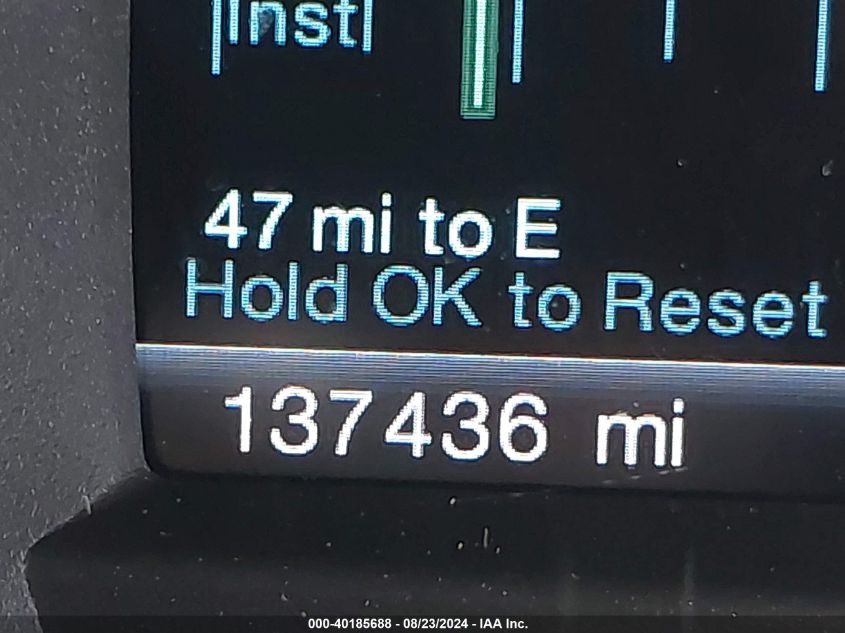 Inst
47 mi to E
Hold OK to Reset
137436 mi
000-40185688 - 08/23/2024 - IAA Inc.